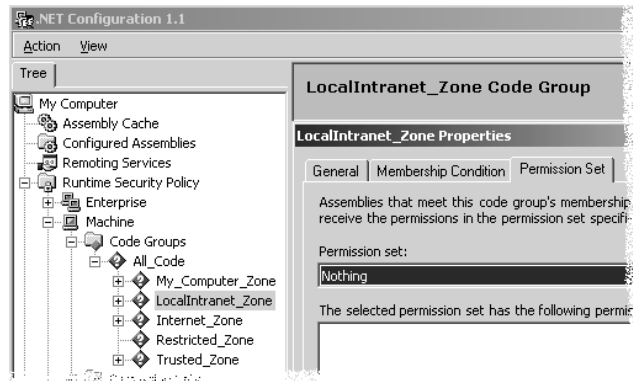 .NET Configuration 1.1
Action View
Tree
My Computer
Assembly Cache
Configured Assemblies
Remoting Services
Runtime Security Policy
Enterprise
Machine
Code Groups
All_Code
My_Computer_Zone
LocalIntranet_Zone
Internet_Zone
Restricted_Zone
Trusted_Zone
LocalIntranet_Zone Code Group
LocalIntranet_Zone Properties
General Membership Condition Permission Set
Assemblies that meet this code group's membership
receive the permissions in the permission set
Permission set:
Nothing
The selected permission set has the following